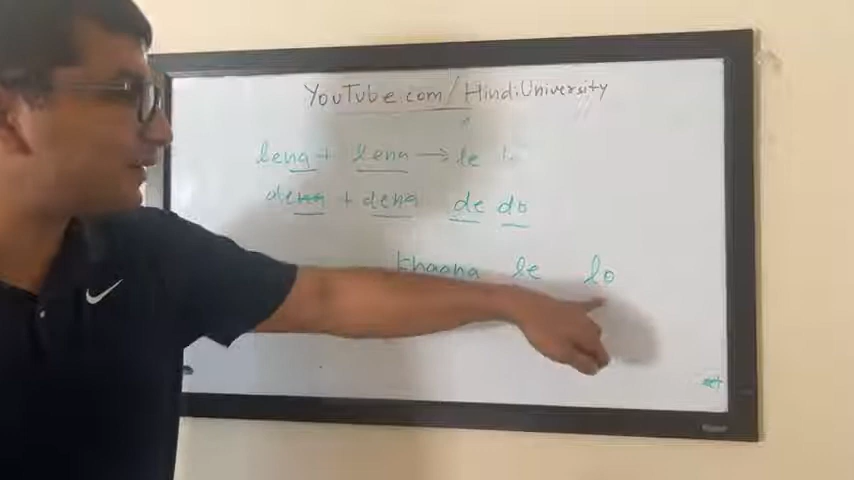 YouTube.com/HindiUniversity
lena + lena → le
dena + dena de do
khaana le lo